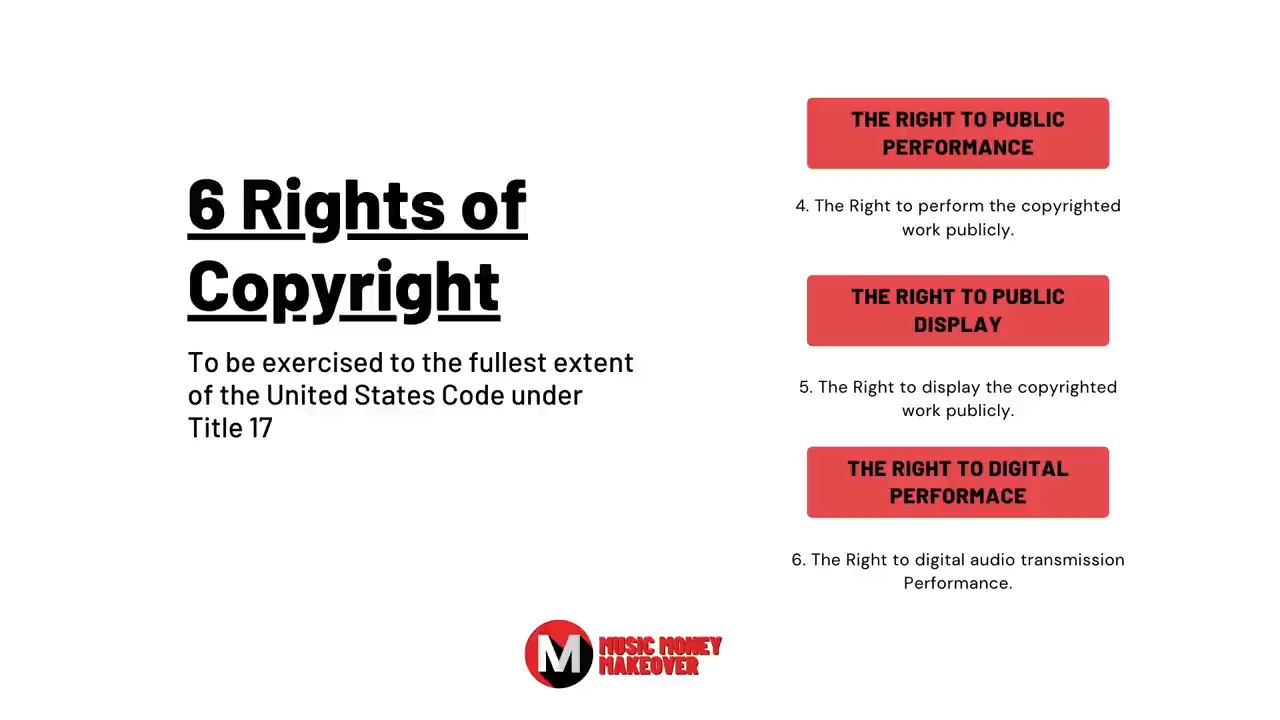 6 Rights of
Copyright
To be exercised to the fullest extent
of the United States Code under
Title 17
THE RIGHT TO PUBLIC
PERFORMANCE
4. The Right to perform the copyrighted
work publicly.
THE RIGHT TO PUBLIC
DISPLAY
5. The Right to display the copyrighted
work publicly.
THE RIGHT TO DIGITAL
PERFORMACE
6. The Right to digital audio transmission
Performance.
M
MUSIC MONEY
MAKEOVER